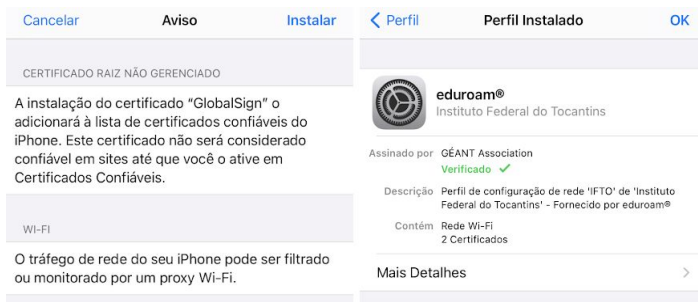 Cancelar Aviso Instalar
CERTIFICADO RAIZ NÃO GERENCIADO
A instalação do certificado “GlobalSign” o
adicionará à lista de certificados confiáveis do
iPhone. Este certificado não será considerado
confiável em sites até que você o ative em
Certificados Confiáveis.
WI-FI
O tráfego de rede do seu iPhone pode ser filtrado
ou monitorado por um proxy Wi-Fi.
Perfil Perfil Instalado OK
eduroam®
Instituto Federal do Tocantins
Assinado por GÉANT Association
Verificado
Descrição Perfil de configuração de rede 'IFTO' de 'Instituto
Federal do Tocantins' - Fornecido por eduroam®
Contém Rede Wi-Fi
2 Certificados
Mais Detalhes